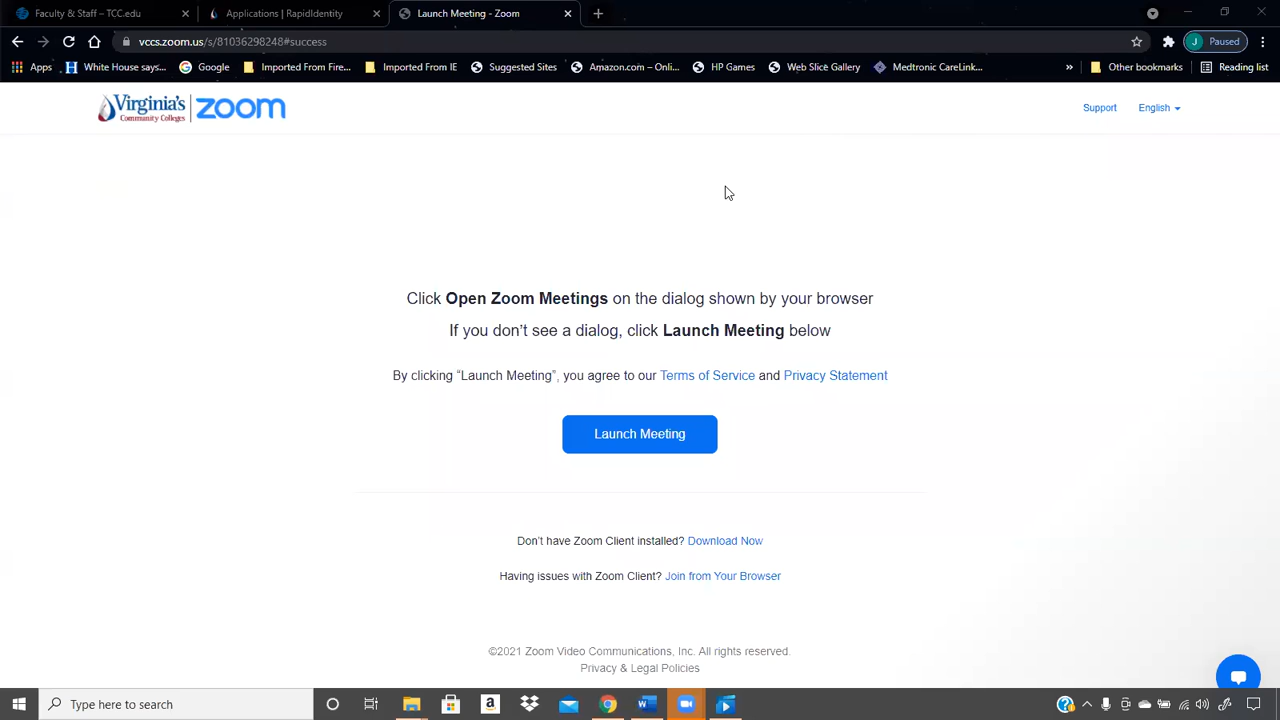 Faculty & Staff – TCC.edu
Applications | RapidIdentity
Launch Meeting - Zoom
vccs.zoom.us/s/81036298248#success
J Paused
Apps
White House says...
Google
Imported From Fire...
Imported From IE
Suggested Sites
Amazon.com – Onli...
HP Games
Web Slice Gallery
Medtronic CareLink...
»
Other bookmarks
Reading list
Virginia's
Community Colleges
zoom
Support
English
Click Open Zoom Meetings on the dialog shown by your browser
If you don’t see a dialog, click Launch Meeting below
By clicking “Launch Meeting”, you agree to our Terms of Service and Privacy Statement
Launch Meeting
Don’t have Zoom Client installed? Download Now
Having issues with Zoom Client? Join from Your Browser
©2021 Zoom Video Communications, Inc. All rights reserved.
Privacy & Legal Policies
Type here to search